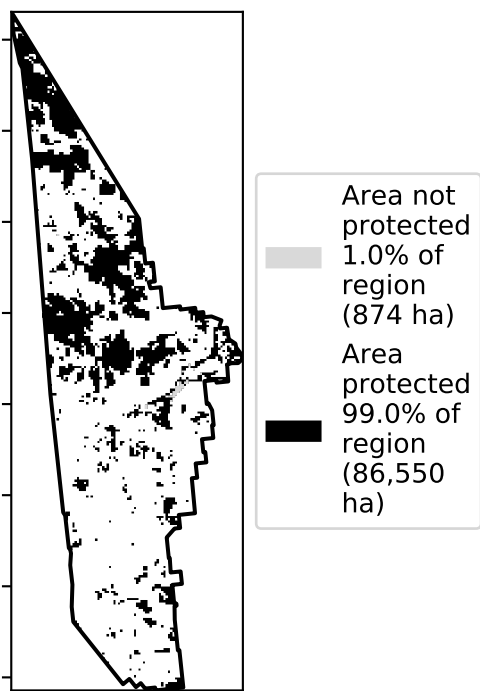 Area not
protected
1.0% of
region
(874 ha)
Area
protected
99.0% of
region
(86,550
ha)